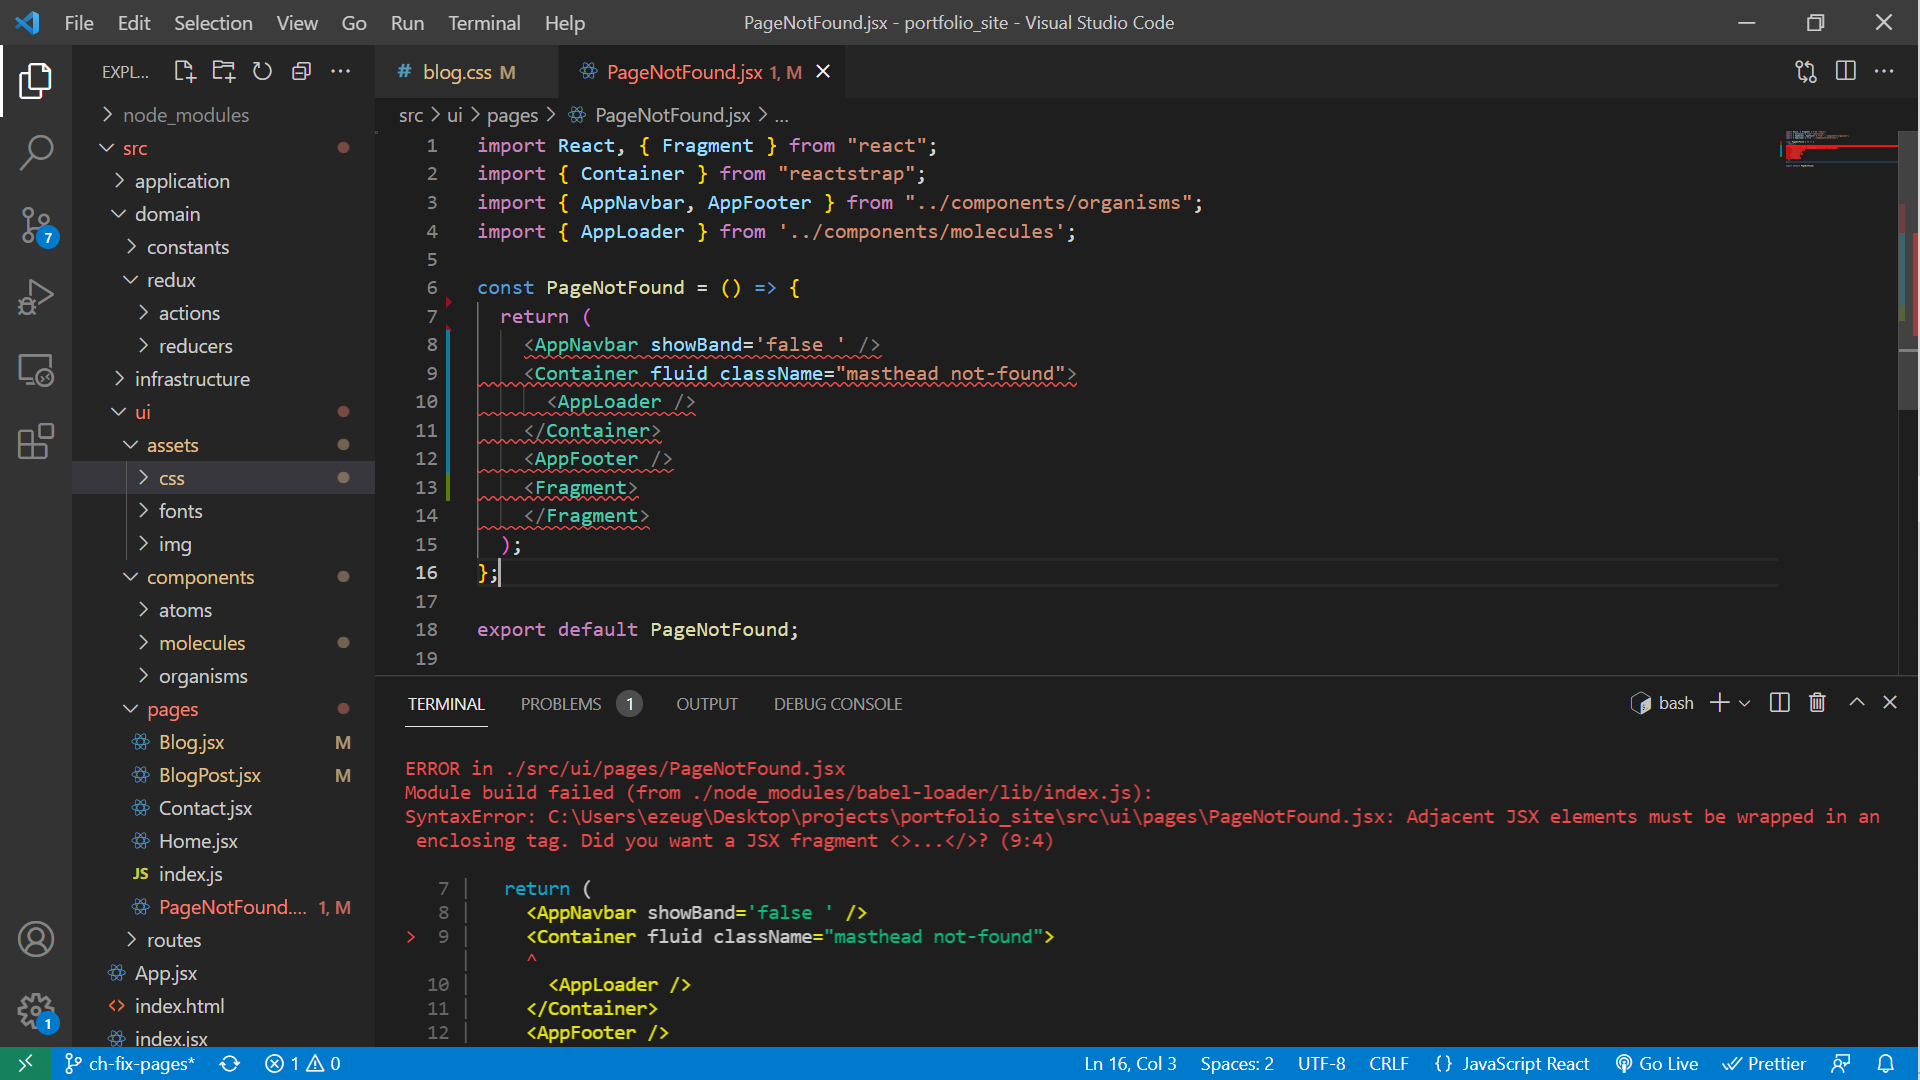 File Edit Selection View Go Run Terminal Help
PageNotFound.jsx - portfolio_site - Visual Studio Code
EXPL...
node_modules
src
application
domain
constants
redux
actions
reducers
infrastructure
ui
assets
css
fonts
img
components
atoms
molecules
organisms
pages
Blog.jsx M
BlogPost.jsx M
Contact.jsx
Home.jsx
JS index.js
PageNotFound.... 1, M
routes
App.jsx
<> index.html
index.jsx
7
1
# blog.css M
PageNotFound.jsx 1, M
src > ui > pages > PageNotFound.jsx > ...
1 import React, { Fragment } from "react";
2 import { Container } from "reactstrap";
3 import { AppNavbar, AppFooter } from "../components/organisms";
4 import { AppLoader } from '../components/molecules';
5
6 const PageNotFound = () => {
7 return (
8 <AppNavbar showBand='false ' />
9 <Container fluid className="masthead not-found">
10 <AppLoader />
11 </Container>
12 <AppFooter />
13 <Fragment>
14 </Fragment>
15 );
16 };
17
18 export default PageNotFound;
19
TERMINAL PROBLEMS 1 OUTPUT DEBUG CONSOLE
bash
ERROR in ./src/ui/pages/PageNotFound.jsx
Module build failed (from ./node_modules/babel-loader/lib/index.js):
SyntaxError: C:\Users\ezeug\Desktop\projects\portfolio_site\src\ui\pages\PageNotFound.jsx: Adjacent JSX elements must be wrapped in an
enclosing tag. Did you want a JSX fragment <>...</>? (9:4)
7 | return (
8 | <AppNavbar showBand='false ' />
> 9 | <Container fluid className="masthead not-found">
| ^
10 | <AppLoader />
11 | </Container>
12 | <AppFooter />
ch-fix-pages* 1 0
Ln 16, Col 3 Spaces: 2 UTF-8 CRLF {} JavaScript React Go Live Prettier